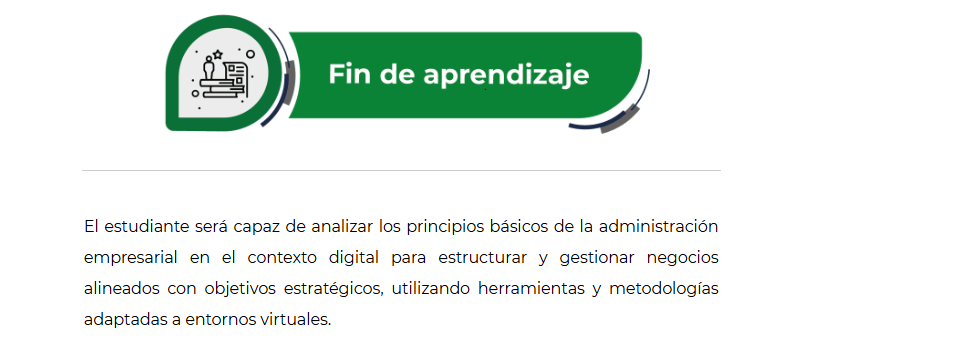 Fin de aprendizaje
El estudiante será capaz de analizar los principios básicos de la administración
empresarial en el contexto digital para estructurar y gestionar negocios
alineados con objetivos estratégicos, utilizando herramientas y metodologías
adaptadas a entornos virtuales.